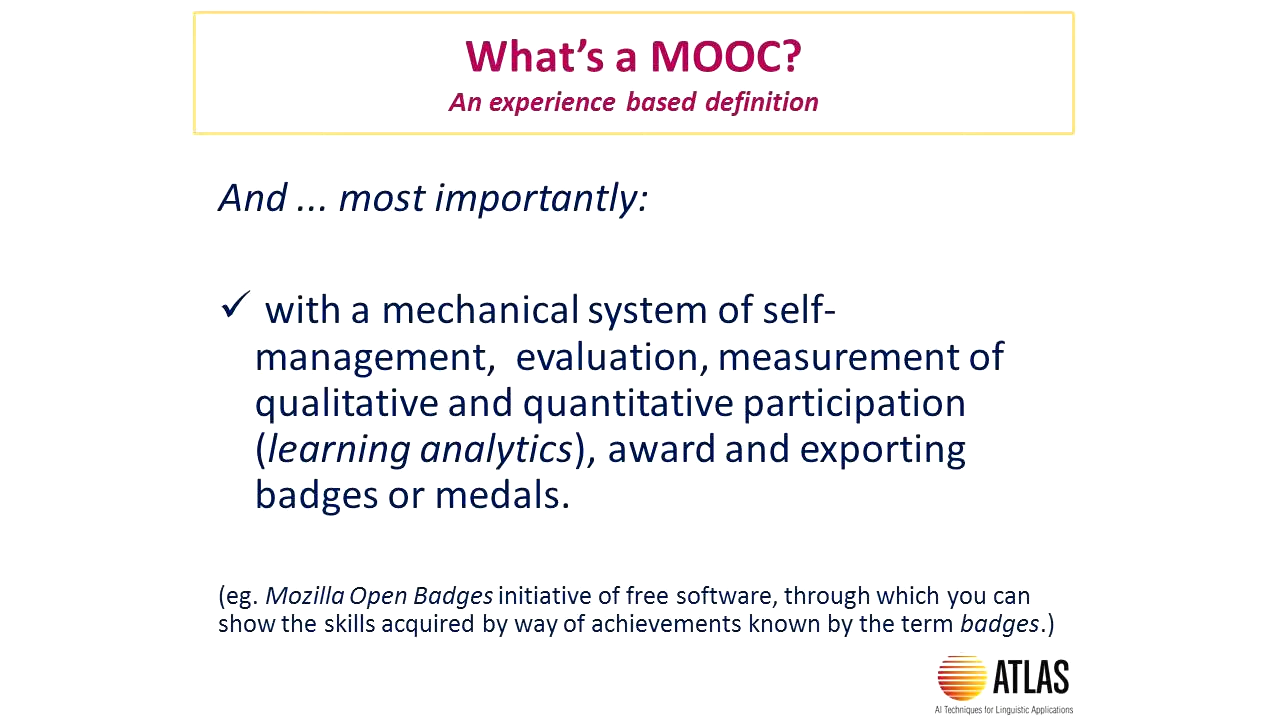 What's a MOOC?
An experience based definition
And ... most importantly:
✓ with a mechanical system of self-
management, evaluation, measurement of
qualitative and quantitative participation
(learning analytics), award and exporting
badges or medals.
(eg. Mozilla Open Badges initiative of free software, through which you can
show the skills acquired by way of achievements known by the term badges.)
ATLAS
AI Techniques for Linguistic Applications